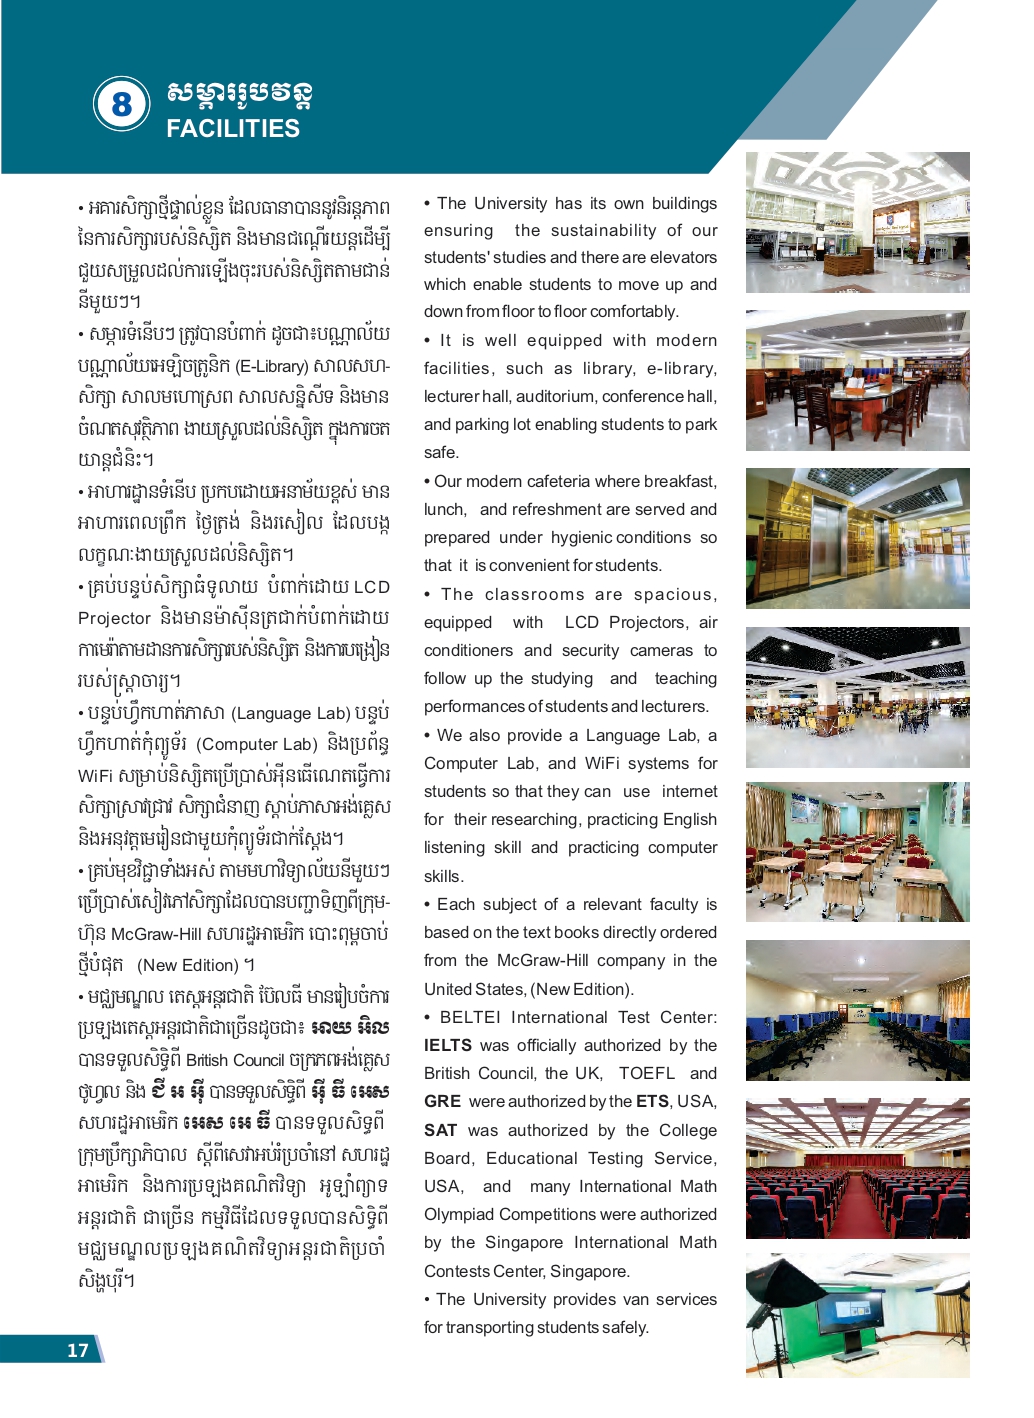 8
សម្ភាររូបវន្ត
FACILITIES
• អគារសិក្សាថ្មីផ្ទាល់ខ្លួន ដែលធានាបាននូវនិរន្តភាព
នៃការសិក្សារបស់និស្សិត និងមានជណ្តើរយន្តដើម្បី
ជួយសម្រួលដល់ការឡើងចុះរបស់និស្សិតតាមជាន់
នីមួយៗ។
• សម្ភារទំនើបៗ ត្រូវបានបំពាក់ ដូចជា៖បណ្ណាល័យ
បណ្ណាល័យអេឡិចត្រូនិក (E-Library) សាលសហ-
សិក្សា សាលមហោស្រព សាលសន្និសីទ និងមាន
ចំណតសុវត្ថិភាព ងាយស្រួលដល់និស្សិត ក្នុងការចត
យាន្តជំនិះ។
• អាហារដ្ឋានទំនើប ប្រកបដោយអនាម័យខ្ពស់ មាន
អាហារពេលព្រឹក ថ្ងៃត្រង់ និងរសៀល ដែលបង្ក
លក្ខណៈងាយស្រួលដល់និស្សិត។
• គ្រប់បន្ទប់សិក្សាធំទូលាយ បំពាក់ដោយ LCD
Projector និងមានម៉ាស៊ីនត្រជាក់បំពាក់ដោយ
កាមេរ៉ាតាមដានការសិក្សារបស់និស្សិត និងការបង្រៀន
របស់ស្ត្រាចារ្យ។
• បន្ទប់ហ្វឹកហាត់ភាសា (Language Lab) បន្ទប់
ហ្វឹកហាត់កុំព្យូទ័រ (Computer Lab) និងប្រព័ន្ធ
WiFi សម្រាប់និស្សិតប្រើប្រាស់អ៊ីនធើណេតធ្វើការ
សិក្សាស្រាវជ្រាវ សិក្សាជំនាញ ស្តាប់ភាសាអង់គ្លេស
និងអនុវត្តមេរៀនជាមួយកុំព្យូទ័រជាក់ស្តែង។
• គ្រប់មុខវិជ្ជាទាំងអស់ តាមមហាវិទ្យាល័យនីមួយៗ
ប្រើប្រាស់សៀវភៅសិក្សាដែលបានបញ្ជាទិញពីក្រុម-
ហ៊ុន McGraw-Hill សហរដ្ឋអាមេរិក បោះពុម្ពចាប់
ថ្មីបំផុត (New Edition) ។
• មជ្ឈមណ្ឌល តេស្តអន្តរជាតិ ប៊ែលធី មានរៀបចំការ
ប្រឡងតេស្តអន្តរជាតិជាច្រើនដូចជា៖ អាយ អិល
បានទទួលសិទ្ធិពី British Council ចក្រភពអង់គ្លេស
ថូហ្វល និង ជី អ អ៊ី បានទទួលសិទ្ធិពី អ៊ី ធី អេស
សហរដ្ឋអាមេរិក អេស អេ ធី បានទទួលសិទ្ធពី
ក្រុមប្រឹក្សាភិបាល ស្តីពីសេវាអប់រំប្រចាំនៅ សហរដ្ឋ
អាមេរិក និងការប្រឡងគណិតវិទ្យា អូឡាំព្យាទ
អន្តរជាតិ ជាច្រើន កម្មវិធីដែលទទួលបានសិទ្ធិពី
មជ្ឈមណ្ឌលប្រឡងគណិតវិទ្យាអន្តរជាតិប្រចាំ
សិង្ហបុរី។
• The University has its own buildings
ensuring the sustainability of our
students' studies and there are elevators
which enable students to move up and
down from floor to floor comfortably.
• It is well equipped with modern
facilities, such as library, e-library,
lecturer hall, auditorium, conference hall,
and parking lot enabling students to park
safe.
• Our modern cafeteria where breakfast,
lunch, and refreshment are served and
prepared under hygienic conditions so
that it is convenient for students.
• The classrooms are spacious,
equipped with LCD Projectors, air
conditioners and security cameras to
follow up the studying and teaching
performances of students and lecturers.
• We also provide a Language Lab, a
Computer Lab, and WiFi systems for
students so that they can use internet
for their researching, practicing English
listening skill and practicing computer
skills.
• Each subject of a relevant faculty is
based on the text books directly ordered
from the McGraw-Hill company in the
United States, (New Edition).
• BELTEI International Test Center:
IELTS was officially authorized by the
British Council, the UK, TOEFL and
GRE were authorized by the ETS, USA,
SAT was authorized by the College
Board, Educational Testing Service,
USA, and many International Math
Olympiad Competitions were authorized
by the Singapore International Math
Contests Center, Singapore.
• The University provides van services
for transporting students safely.
17